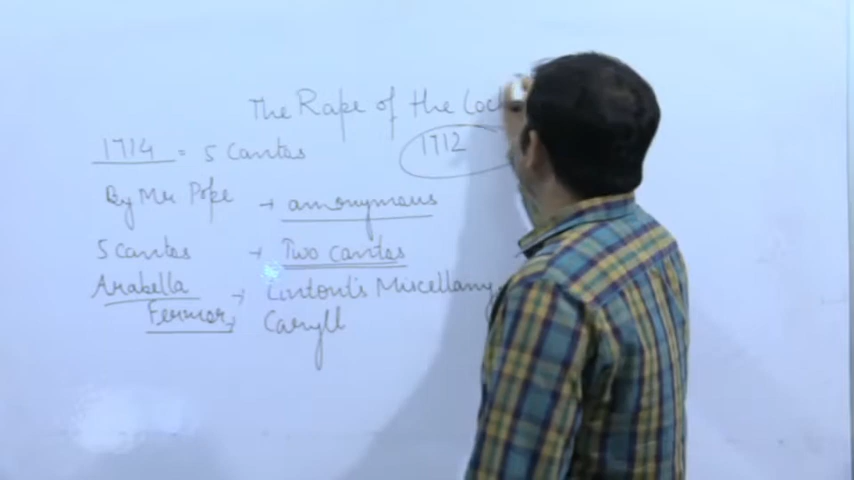 The Rape of the Lock
1714 = 5 Cantos
1712
By Mr Pope → anonymous
5 Cantos → Two cantos
Arabella → Lintont's Miscellany
Fermor, Caryll